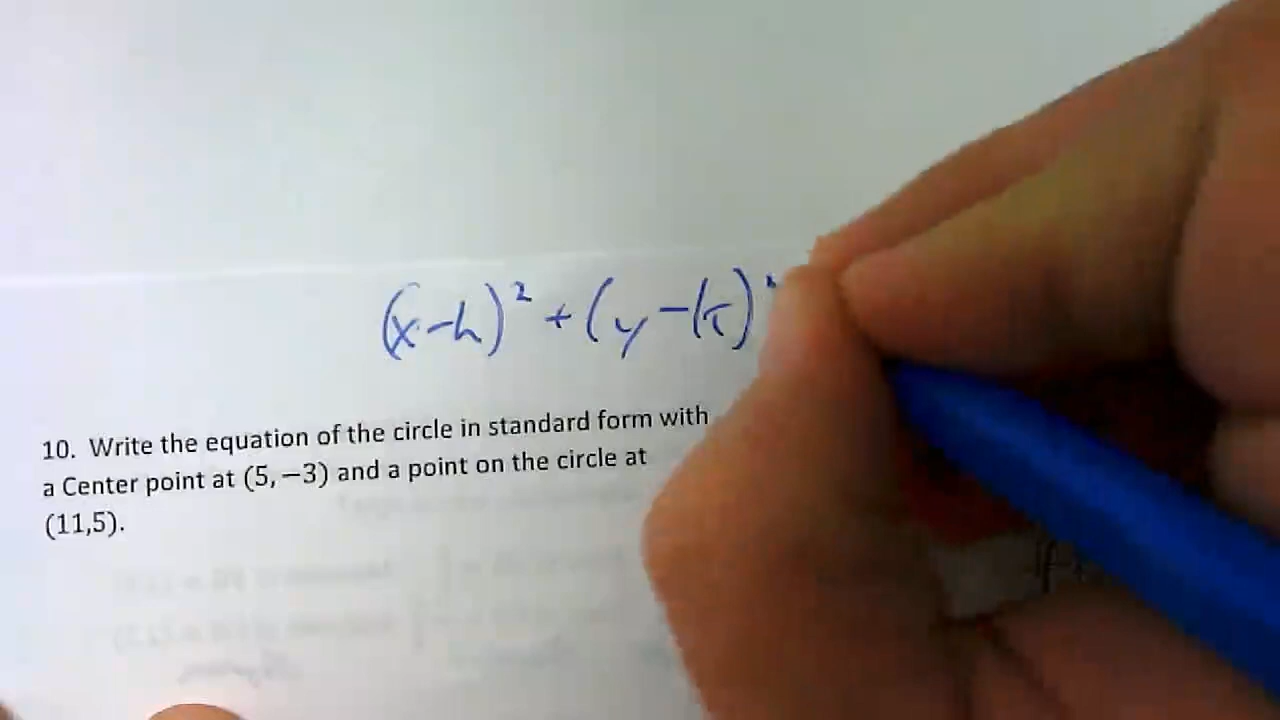 (x-h)² + (y-k)²
10. Write the equation of the circle in standard form with
a Center point at (5,−3) and a point on the circle at
(11,5).